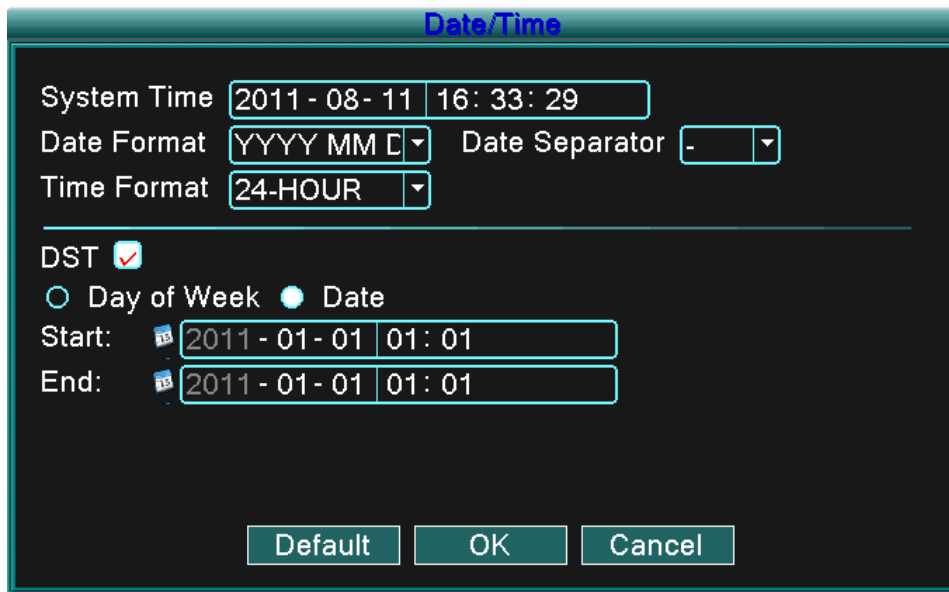 Date/Time
System Time 2011 - 08 - 11 16: 33: 29
Date Format YYYY MM D Date Separator -
Time Format 24-HOUR
DST
Day of Week Date
Start: 2011 - 01 - 01 01: 01
End: 2011 - 01 - 01 01: 01
Default OK Cancel